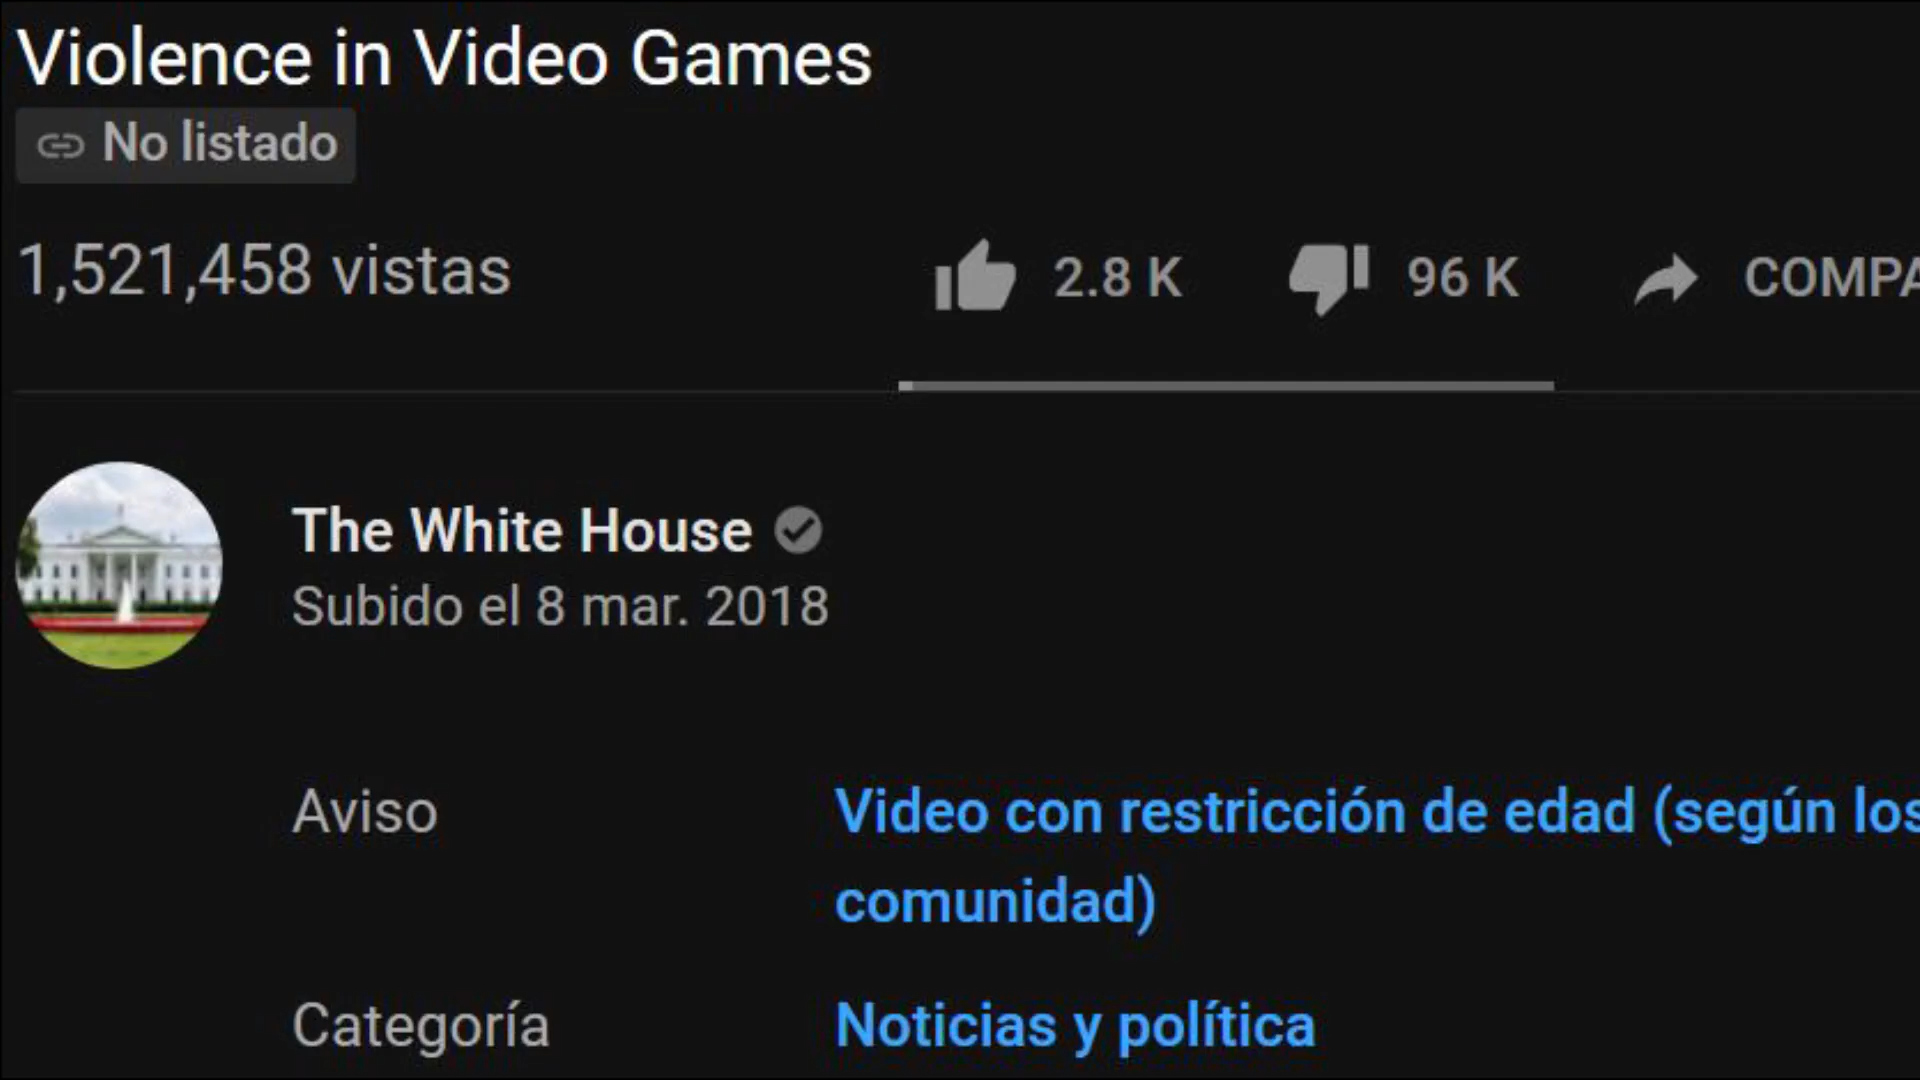 Violence in Video Games
No listado
1,521,458 vistas
2.8 K
96 K
COMPA
The White House
Subido el 8 mar. 2018
Aviso
Video con restricción de edad (según los
comunidad)
Categoría
Noticias y política